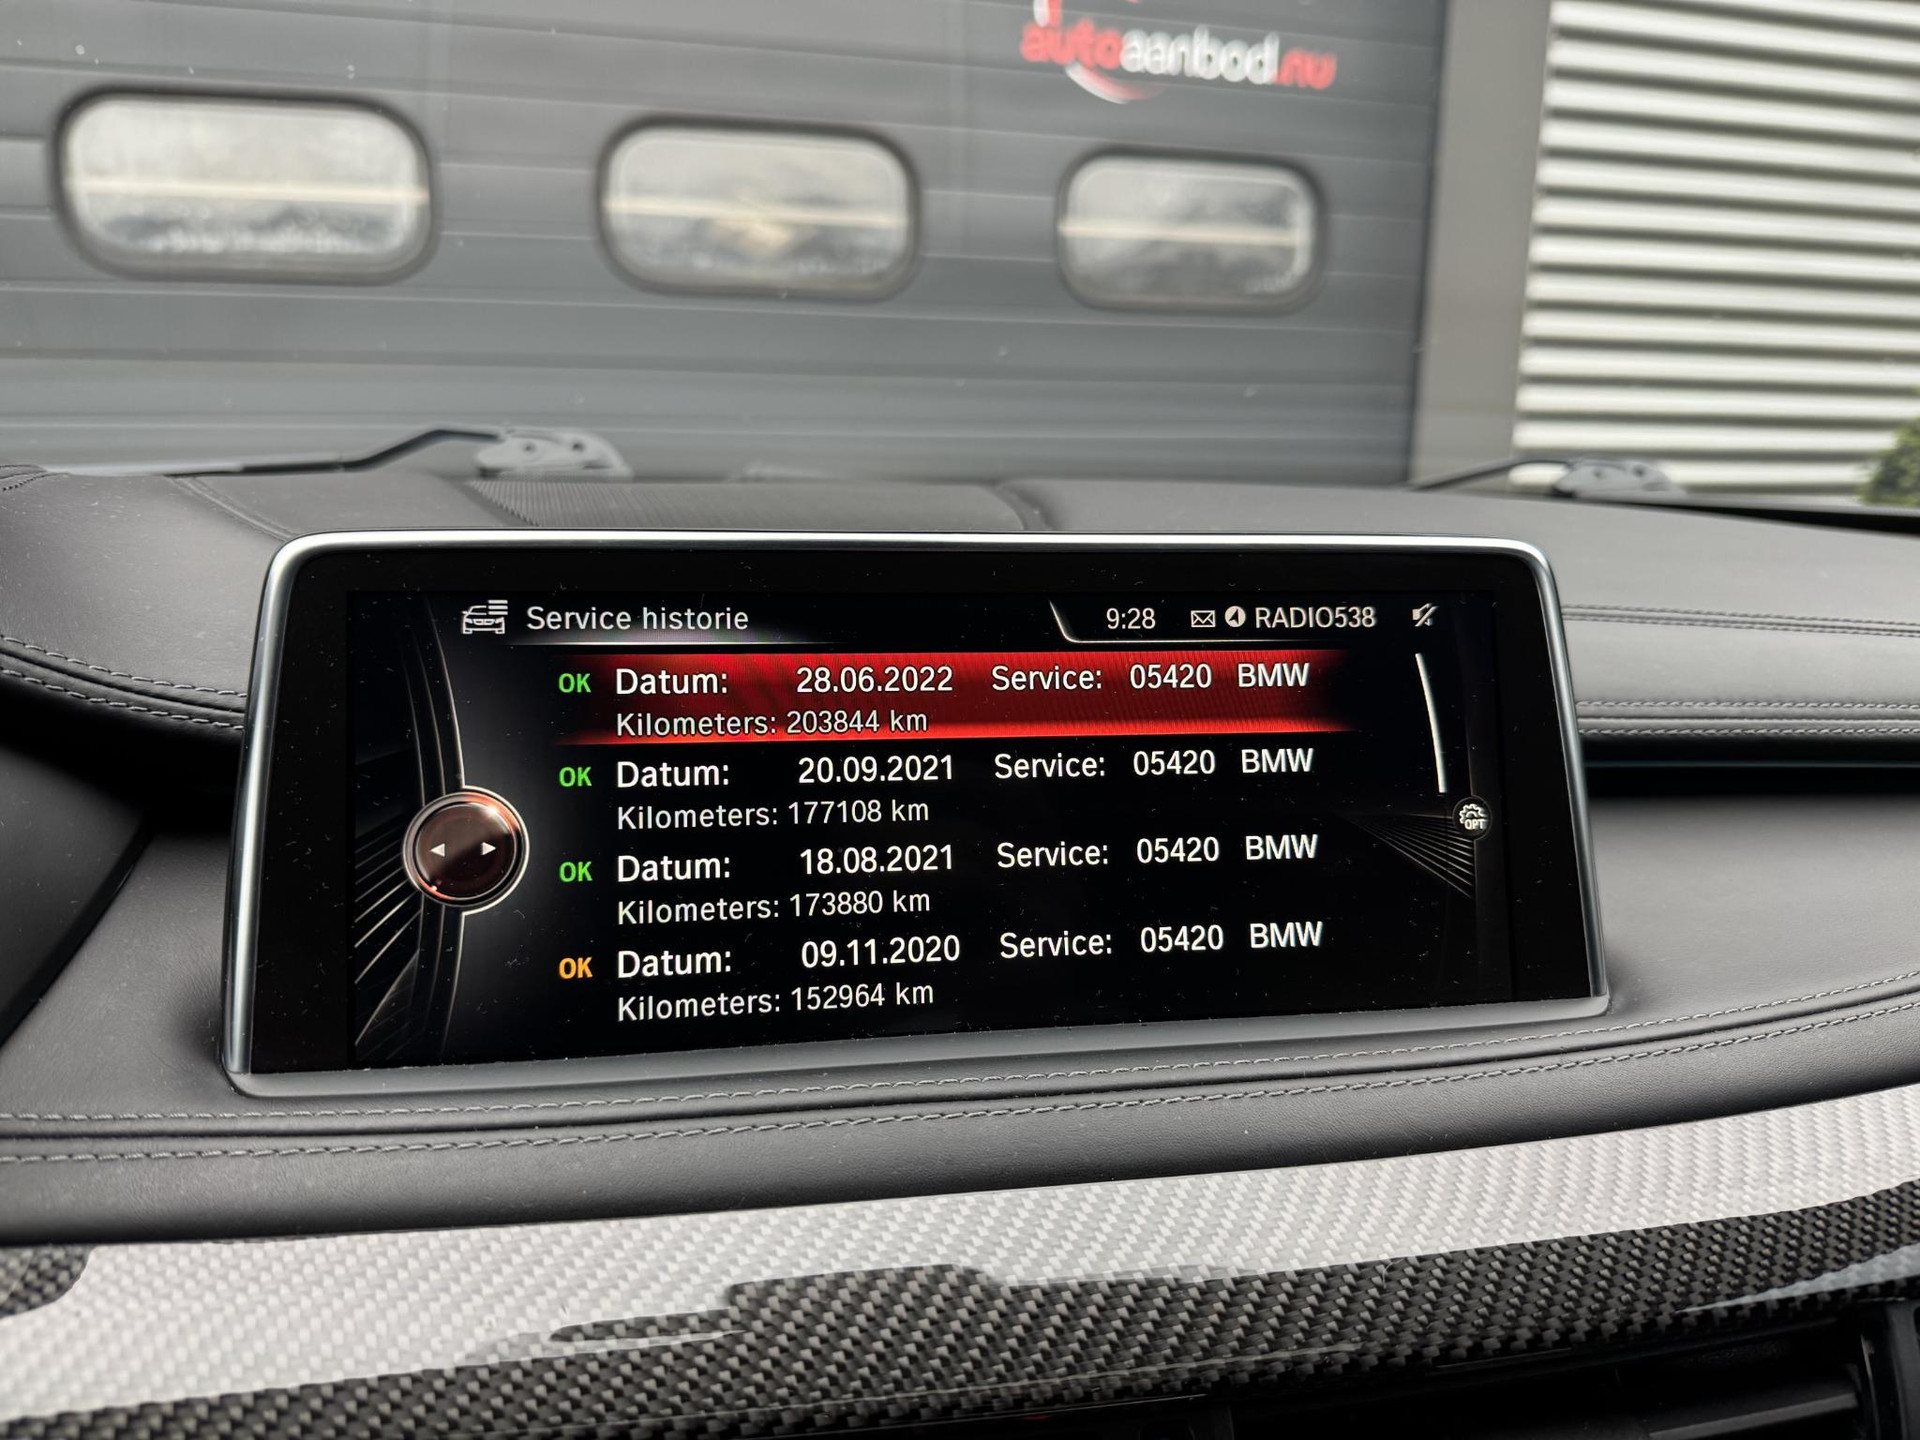 autoaanbod.nu
Service historie 9:28 RADIO538
OK Datum: 28.06.2022 Service: 05420 BMW
Kilometers: 203844 km
OK Datum: 20.09.2021 Service: 05420 BMW
Kilometers: 177108 km
OK Datum: 18.08.2021 Service: 05420 BMW
Kilometers: 173880 km
OK Datum: 09.11.2020 Service: 05420 BMW
Kilometers: 152964 km
OPT